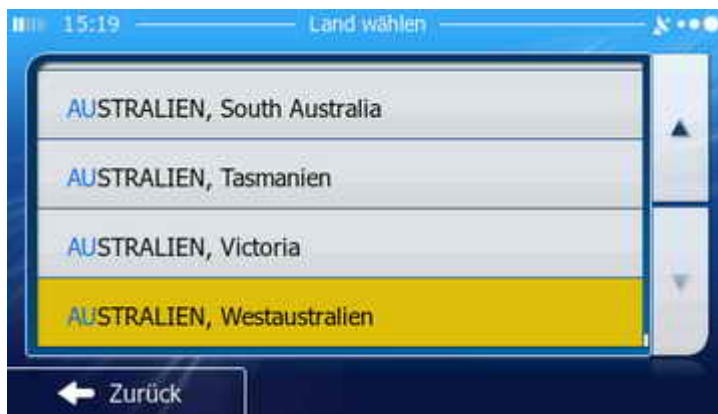 15:19
Land wählen
AUSTRALIEN, South Australia
AUSTRALIEN, Tasmanien
AUSTRALIEN, Victoria
AUSTRALIEN, Westaustralien
Zurück